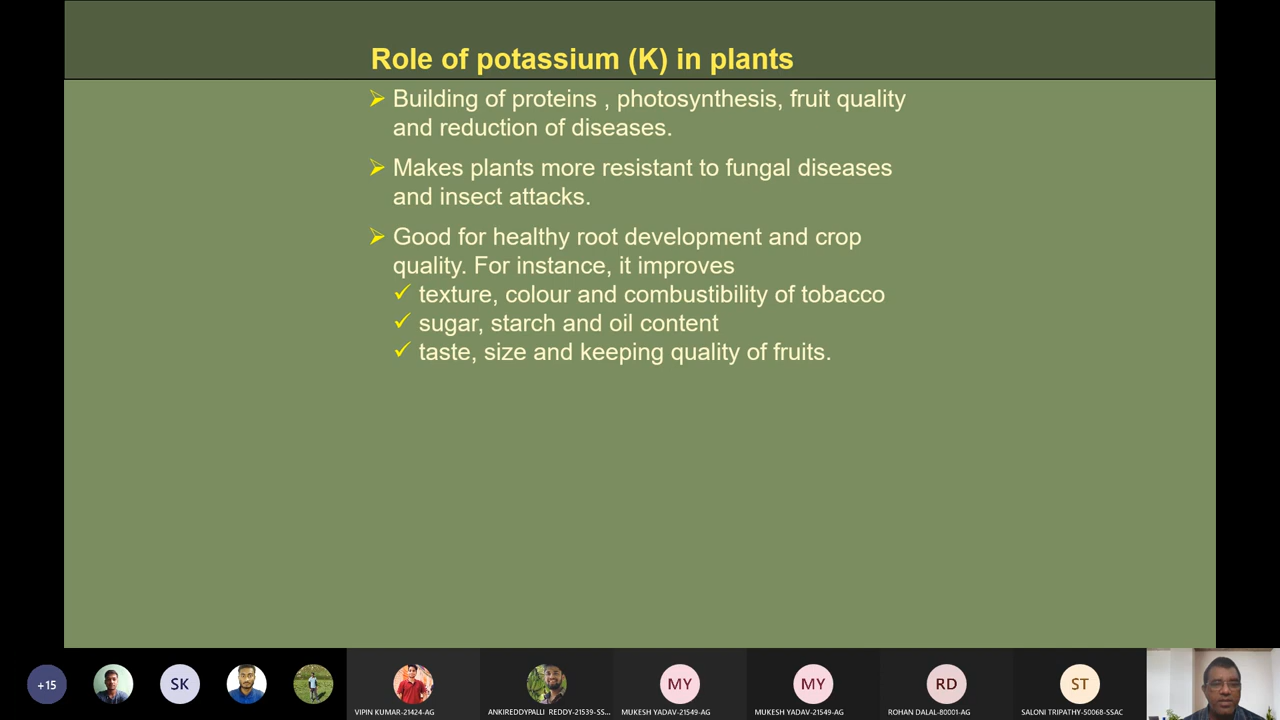 Role of potassium (K) in plants
Building of proteins , photosynthesis, fruit quality
and reduction of diseases.
Makes plants more resistant to fungal diseases
and insect attacks.
Good for healthy root development and crop
quality. For instance, it improves
texture, colour and combustibility of tobacco
sugar, starch and oil content
taste, size and keeping quality of fruits.
+15
SK
MY
MY
RD
ST
VIPIN KUMAR-21424-AG
ANKIREDDYPALLI REDDY-21539-SS...
MUKESH YADAV-21549-AG
MUKESH YADAV-21549-AG
ROHAN DALAL-80001-AG
SALONI TRIPATHY-50068-SSAC